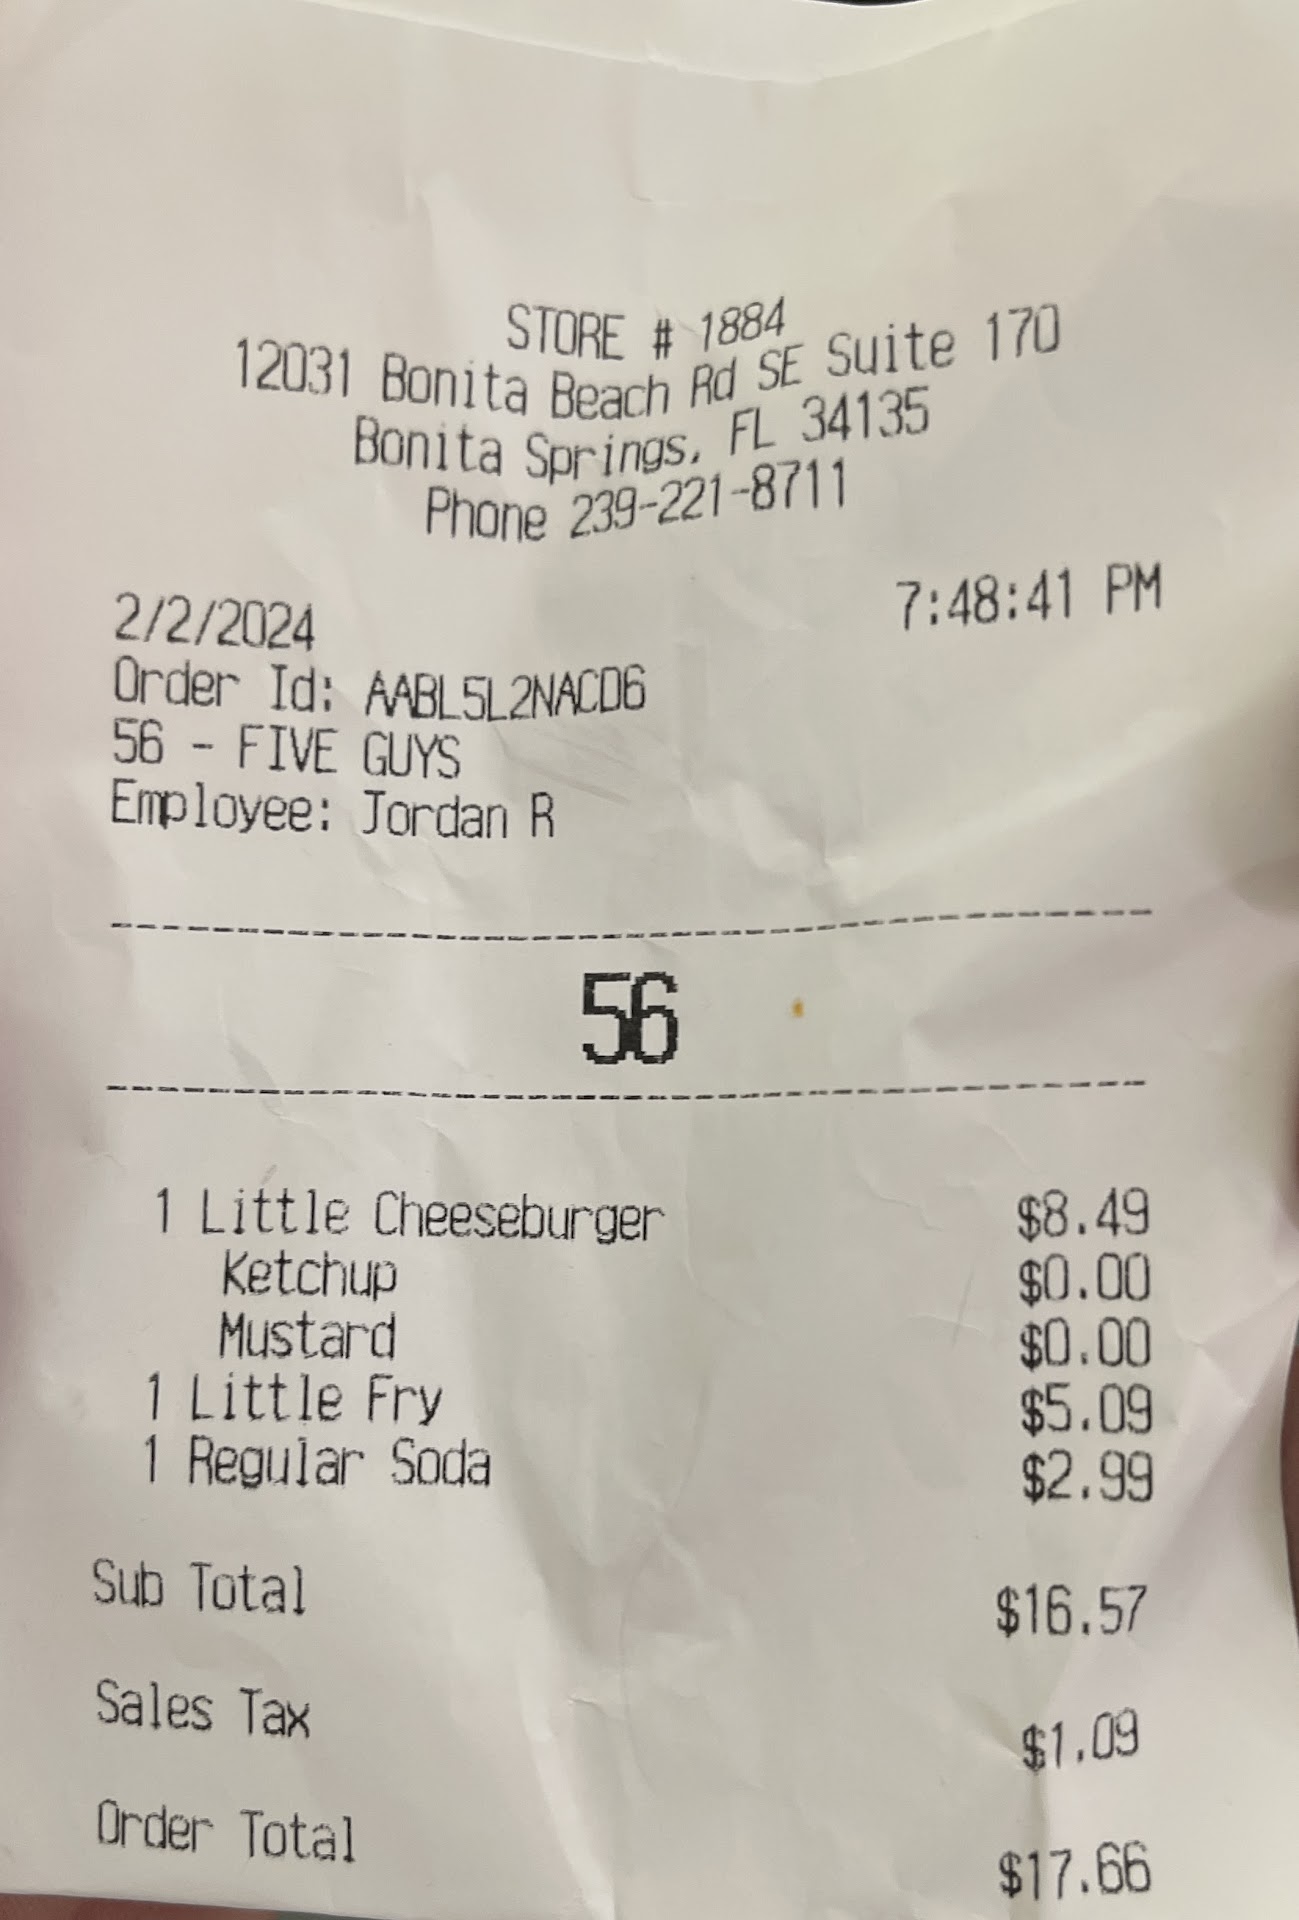 STORE # 1884
12031 Bonita Beach Rd SE Suite 170
Bonita Springs, FL 34135
Phone 239-221-8711
2/2/2024 7:48:41 PM
Order Id: AABL5L2NACD6
56 - FIVE GUYS
Employee: Jordan R
56
1 Little Cheeseburger $8.49
Ketchup $0.00
Mustard $0.00
1 Little Fry $5.09
1 Regular Soda $2.99
Sub Total $16.57
Sales Tax $1.09
Order Total $17.66